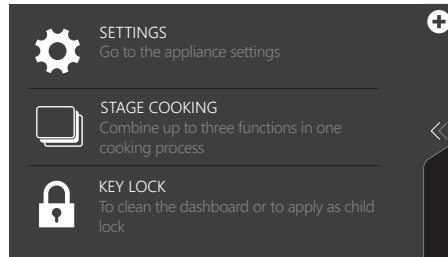 SETTINGS
Go to the appliance settings
STAGE COOKING
Combine up to three functions in one
cooking process
KEY LOCK
To clean the dashboard or to apply as child
lock